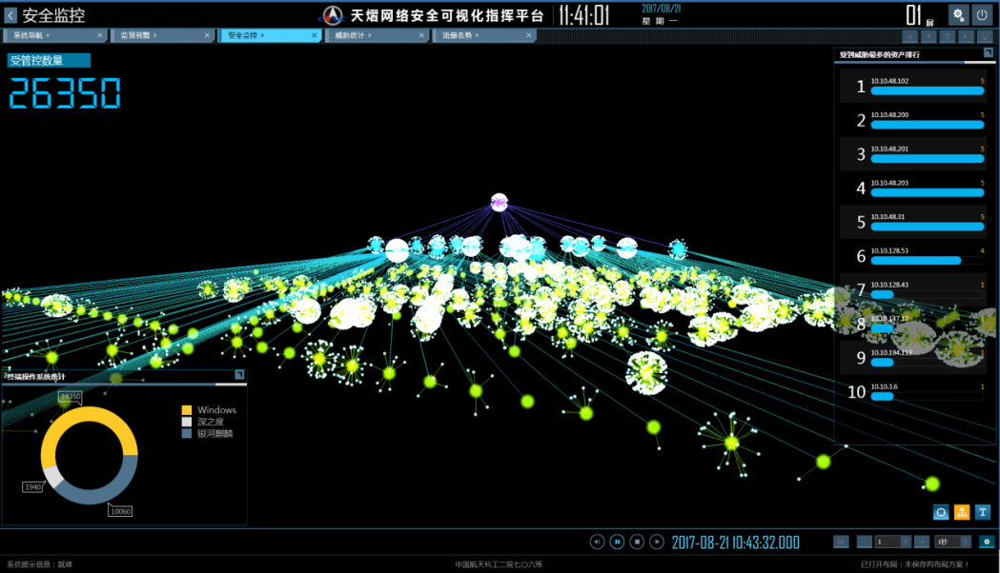 安全监控
天熠网络安全可视化指挥平台
11:41:01
2017/08/21
星期一
01屏
系统导航
监测预警
安全监控
威胁统计
流量态势
受管控数量
26350
受到威胁最多的资产排行
1 10.10.48.102 5
2 10.10.48.200 5
3 10.10.48.201 5
4 10.10.48.203 5
5 10.10.48.31 5
6 10.10.128.53 4
7 10.10.128.43 1
8 10.10.147.17
9 10.10.194.113 1
10 10.10.3.6 1
终端操作系统统计
14350
1940
10060
Windows
深之度
银河麒麟
T
2017-08-21 10:43:32.000
1
1秒
系统提示信息：就绪
中国航天科工二院七〇六所
已打开布局：未保存的布局方案！